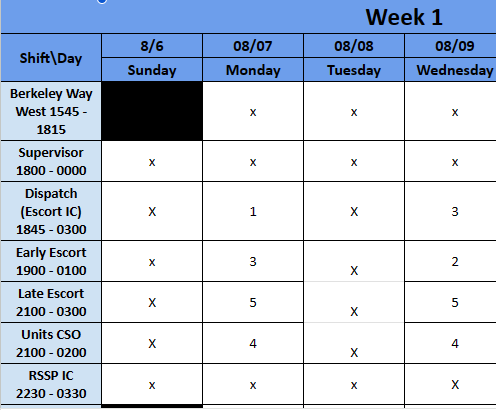 Week 1
Shift\Day 8/6 08/07 08/08 08/09
Sunday Monday Tuesday Wednesday
Berkeley Way
West 1545 -
1815
x x x
Supervisor
1800 - 0000
x x x x
Dispatch
(Escort IC)
1845 - 0300
X 1 X 3
Early Escort
1900 - 0100
x 3 X 2
Late Escort
2100 - 0300
X 5 X 5
Units CSO
2100 - 0200
X 4 X 4
RSSP IC
2230 - 0330
x x x X